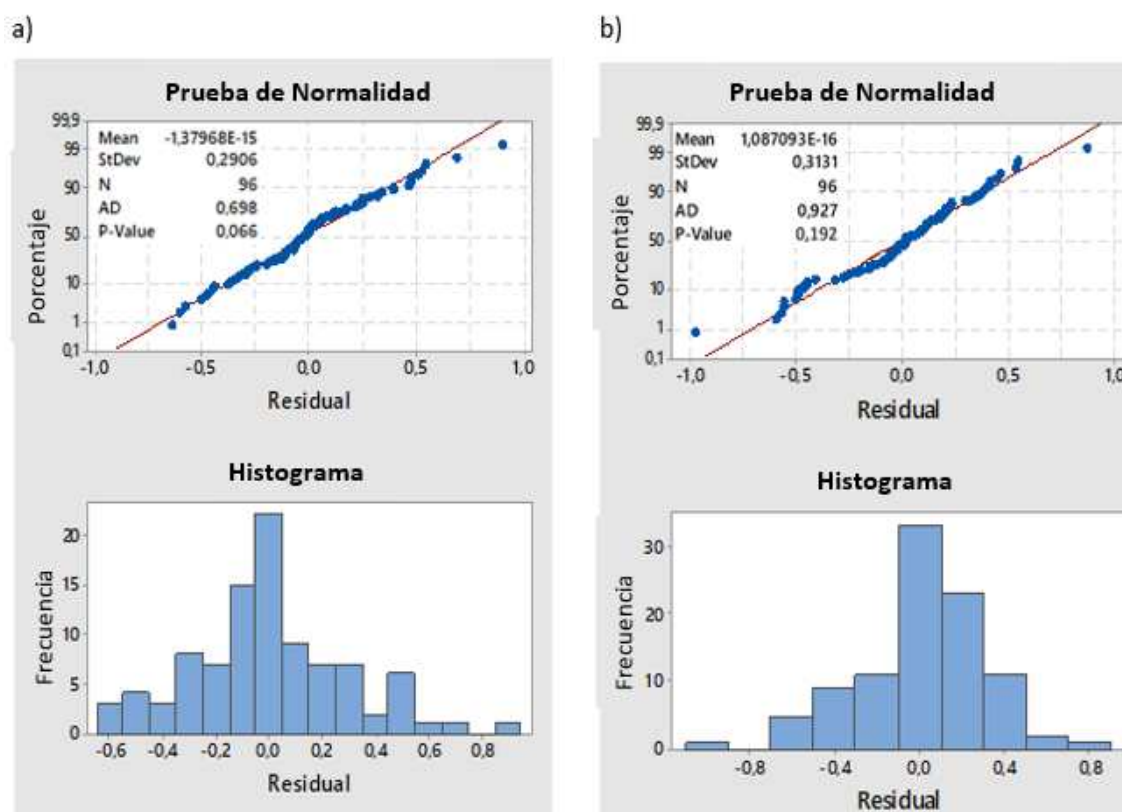 a)
Prueba de Normalidad
99,9
99
90
50
10
1
0,1
Porcentaje
Mean -1,37968E-15
StDev 0,2906
N 96
AD 0,698
P-Value 0,066
-1,0 -0,5 0,0 0,5 1,0
Residual
Histograma
20
15
10
5
0
Frecuencia
-0,6 -0,4 -0,2 0,0 0,2 0,4 0,6 0,8
Residual
b)
Prueba de Normalidad
99,9
99
90
50
10
1
0,1
Porcentaje
Mean 1,087093E-16
StDev 0,3131
N 96
AD 0,927
P-Value 0,192
-1,0 -0,5 0,0 0,5 1,0
Residual
Histograma
30
20
10
0
Frecuencia
-0,8 -0,4 0,0 0,4 0,8
Residual